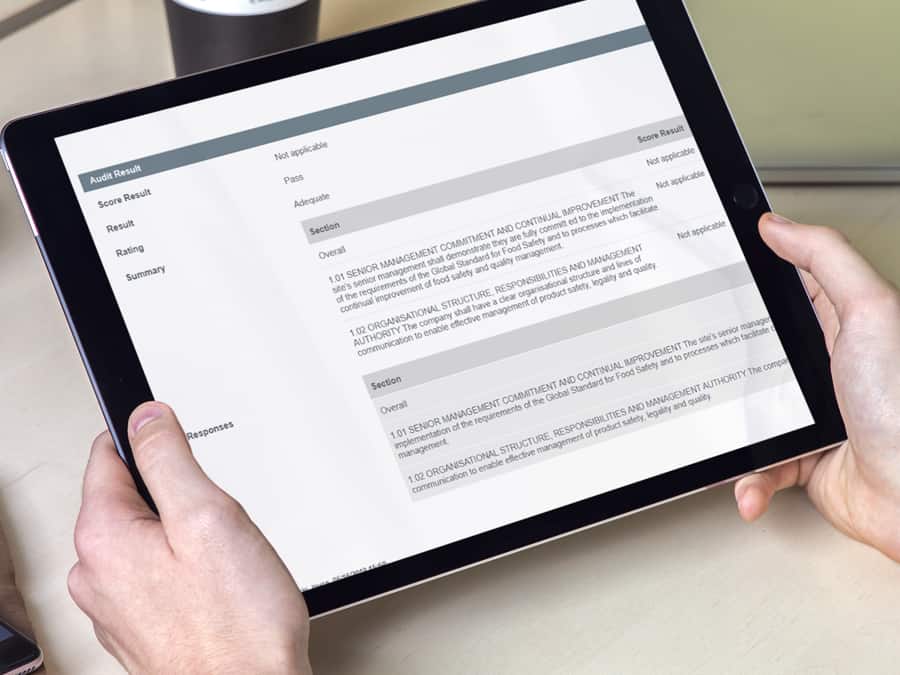 Audit Result
Score Result Not applicable
Result Pass
Rating Adequate
Summary
Section Score Result
Overall Not applicable
1.01 SENIOR MANAGEMENT COMMITMENT AND CONTINUAL IMPROVEMENT The Not applicable
site's senior management shall demonstrate they are fully commit ed to the implementation
of the requirements of the Global Standard for Food Safety and to processes which facilitate
continual improvement of food safety and quality management.
1.02 ORGANISATIONAL STRUCTURE, RESPONSIBILITIES AND MANAGEMENT Not applicable
AUTHORITY The company shall have a clear organisational structure and lines of
communication to enable effective management of product safety, legality and quality.
Responses
Section
Overall
1.01 SENIOR MANAGEMENT COMMITMENT AND CONTINUAL IMPROVEMENT The site's senior manage
implementation of the requirements of the Global Standard for Food Safety and to processes which facilitate
management.
1.02 ORGANISATIONAL STRUCTURE, RESPONSIBILITIES AND MANAGEMENT AUTHORITY The compan
communication to enable effective management of product safety, legality and quality.